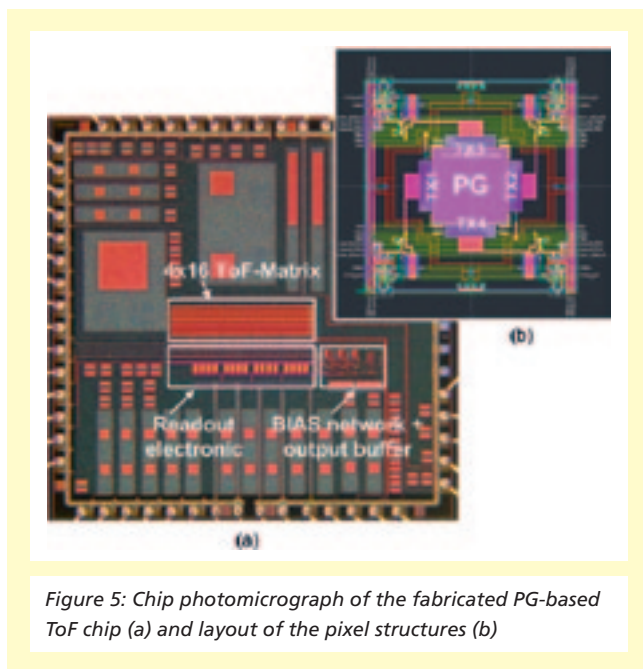 TX3
TX1
PG
TX2
TX4
4x16 ToF-Matrix
(b)
Readout
electronic
BIAS network +
output buffer
(a)
Figure 5: Chip photomicrograph of the fabricated PG-based
ToF chip (a) and layout of the pixel structures (b)